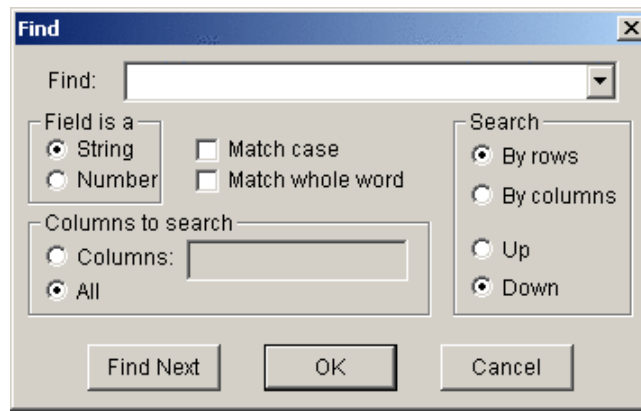 Find
Find:
Field is a
String
Number
Match case
Match whole word
Columns to search
Columns:
All
Search
By rows
By columns
Up
Down
Find Next
OK
Cancel